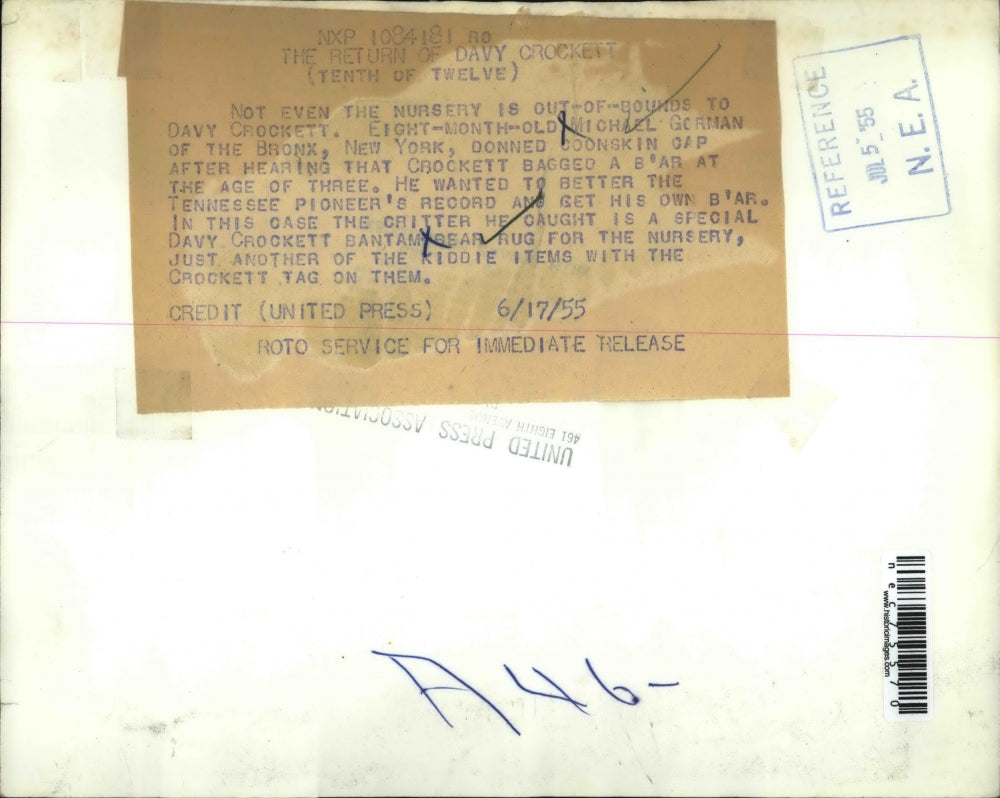 NXP 1084181 RO
THE RETURN OF DAVY CROCKETT
(TENTH OF TWELVE)
NOT EVEN THE NURSERY IS OUT-OF-BOUNDS TO
DAVY CROCKETT. EIGHT-MONTH-OLD MICHAEL GORMAN
OF THE BRONX, NEW YORK, DONNED COONSKIN CAP
AFTER HEARING THAT CROCKETT BAGGED A B'AR AT
THE AGE OF THREE. HE WANTED TO BETTER THE
TENNESSEE PIONEER'S RECORD AND GET HIS OWN B'AR.
IN THIS CASE THE CRITTER HE CAUGHT IS A SPECIAL
DAVY CROCKETT BANTAM BEAR RUG FOR THE NURSERY,
JUST ANOTHER OF THE KIDDIE ITEMS WITH THE
CROCKETT TAG ON THEM.
CREDIT (UNITED PRESS) 6/17/55
ROTO SERVICE FOR IMMEDIATE RELEASE
REFERENCE
JUL 5 - '55
N. E. A.
UNITED PRESS ASSOCIATION
461 EIGHTH AVENUE
nec75570
www.historicimages.com
A46-